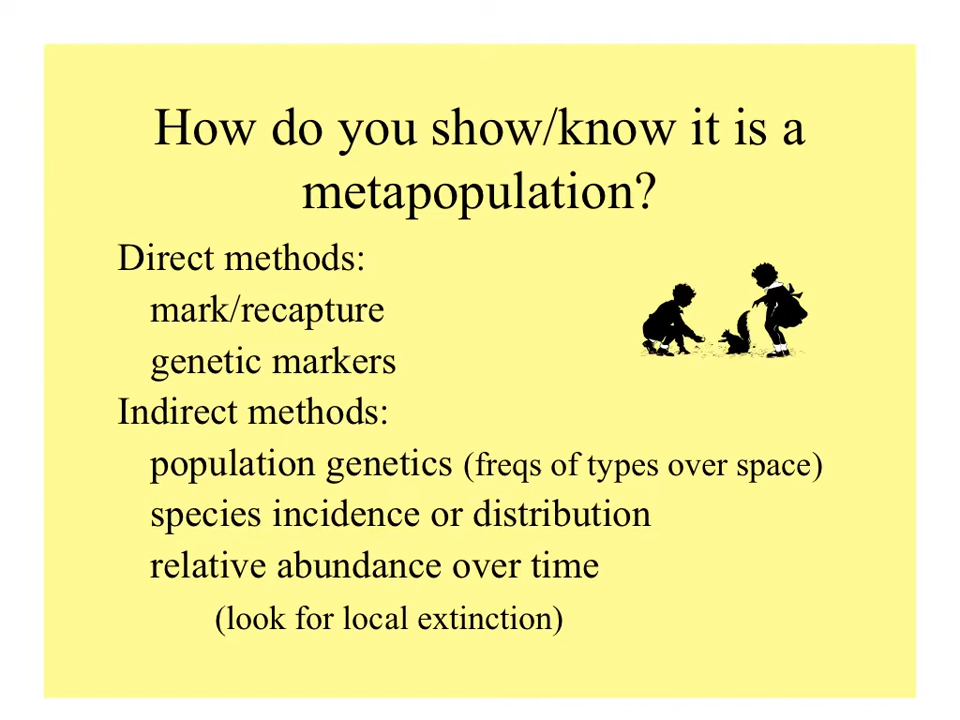 How do you show/know it is a
metapopulation?
Direct methods:
mark/recapture
genetic markers
Indirect methods:
population genetics (freqs of types over space)
species incidence or distribution
relative abundance over time
(look for local extinction)